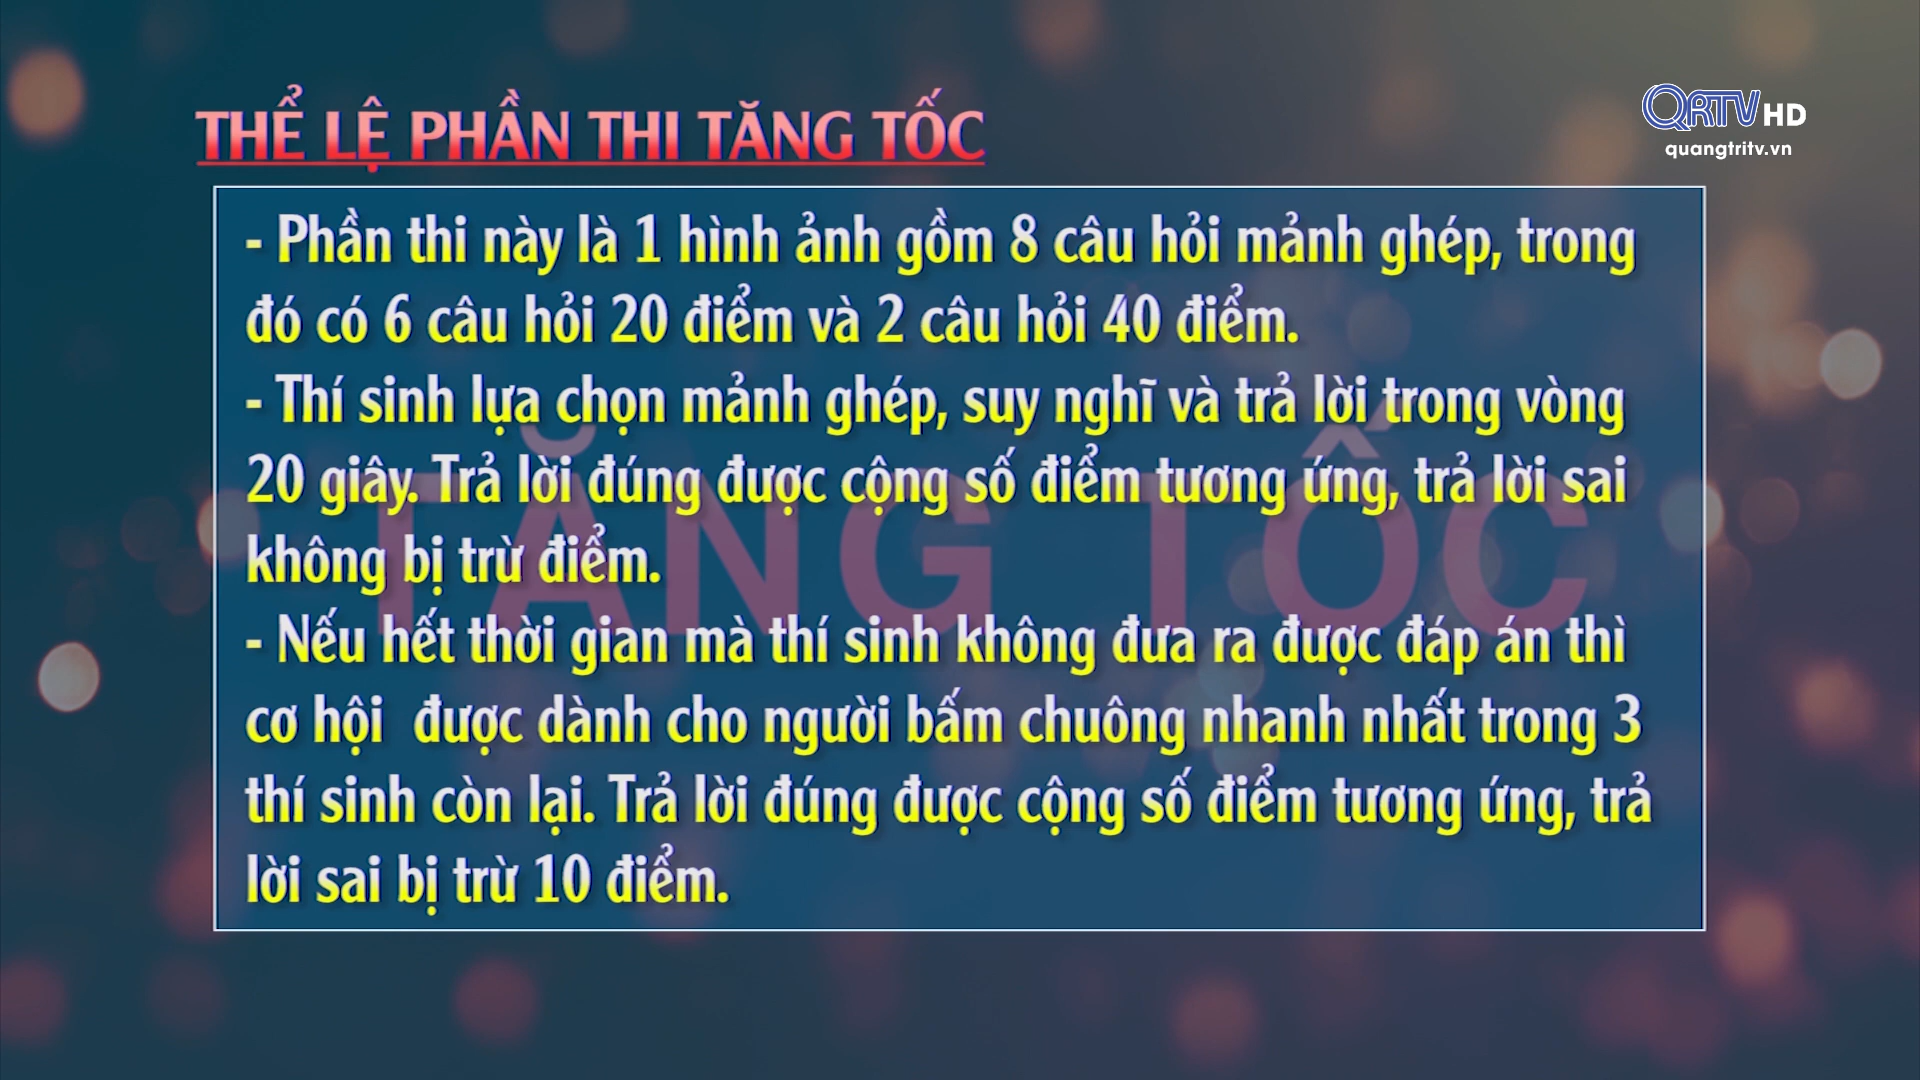 THỂ LỆ PHẦN THI TĂNG TỐC
QRTV HD
quangtritv.vn
- Phần thi này là 1 hình ảnh gồm 8 câu hỏi mảnh ghép, trong
đó có 6 câu hỏi 20 điểm và 2 câu hỏi 40 điểm.
- Thí sinh lựa chọn mảnh ghép, suy nghĩ và trả lời trong vòng
20 giây. Trả lời đúng được cộng số điểm tương ứng, trả lời sai
không bị trừ điểm.
- Nếu hết thời gian mà thí sinh không đưa ra được đáp án thì
cơ hội  được dành cho người bấm chuông nhanh nhất trong 3
thí sinh còn lại. Trả lời đúng được cộng số điểm tương ứng, trả
lời sai bị trừ 10 điểm.
TĂNG TỐC